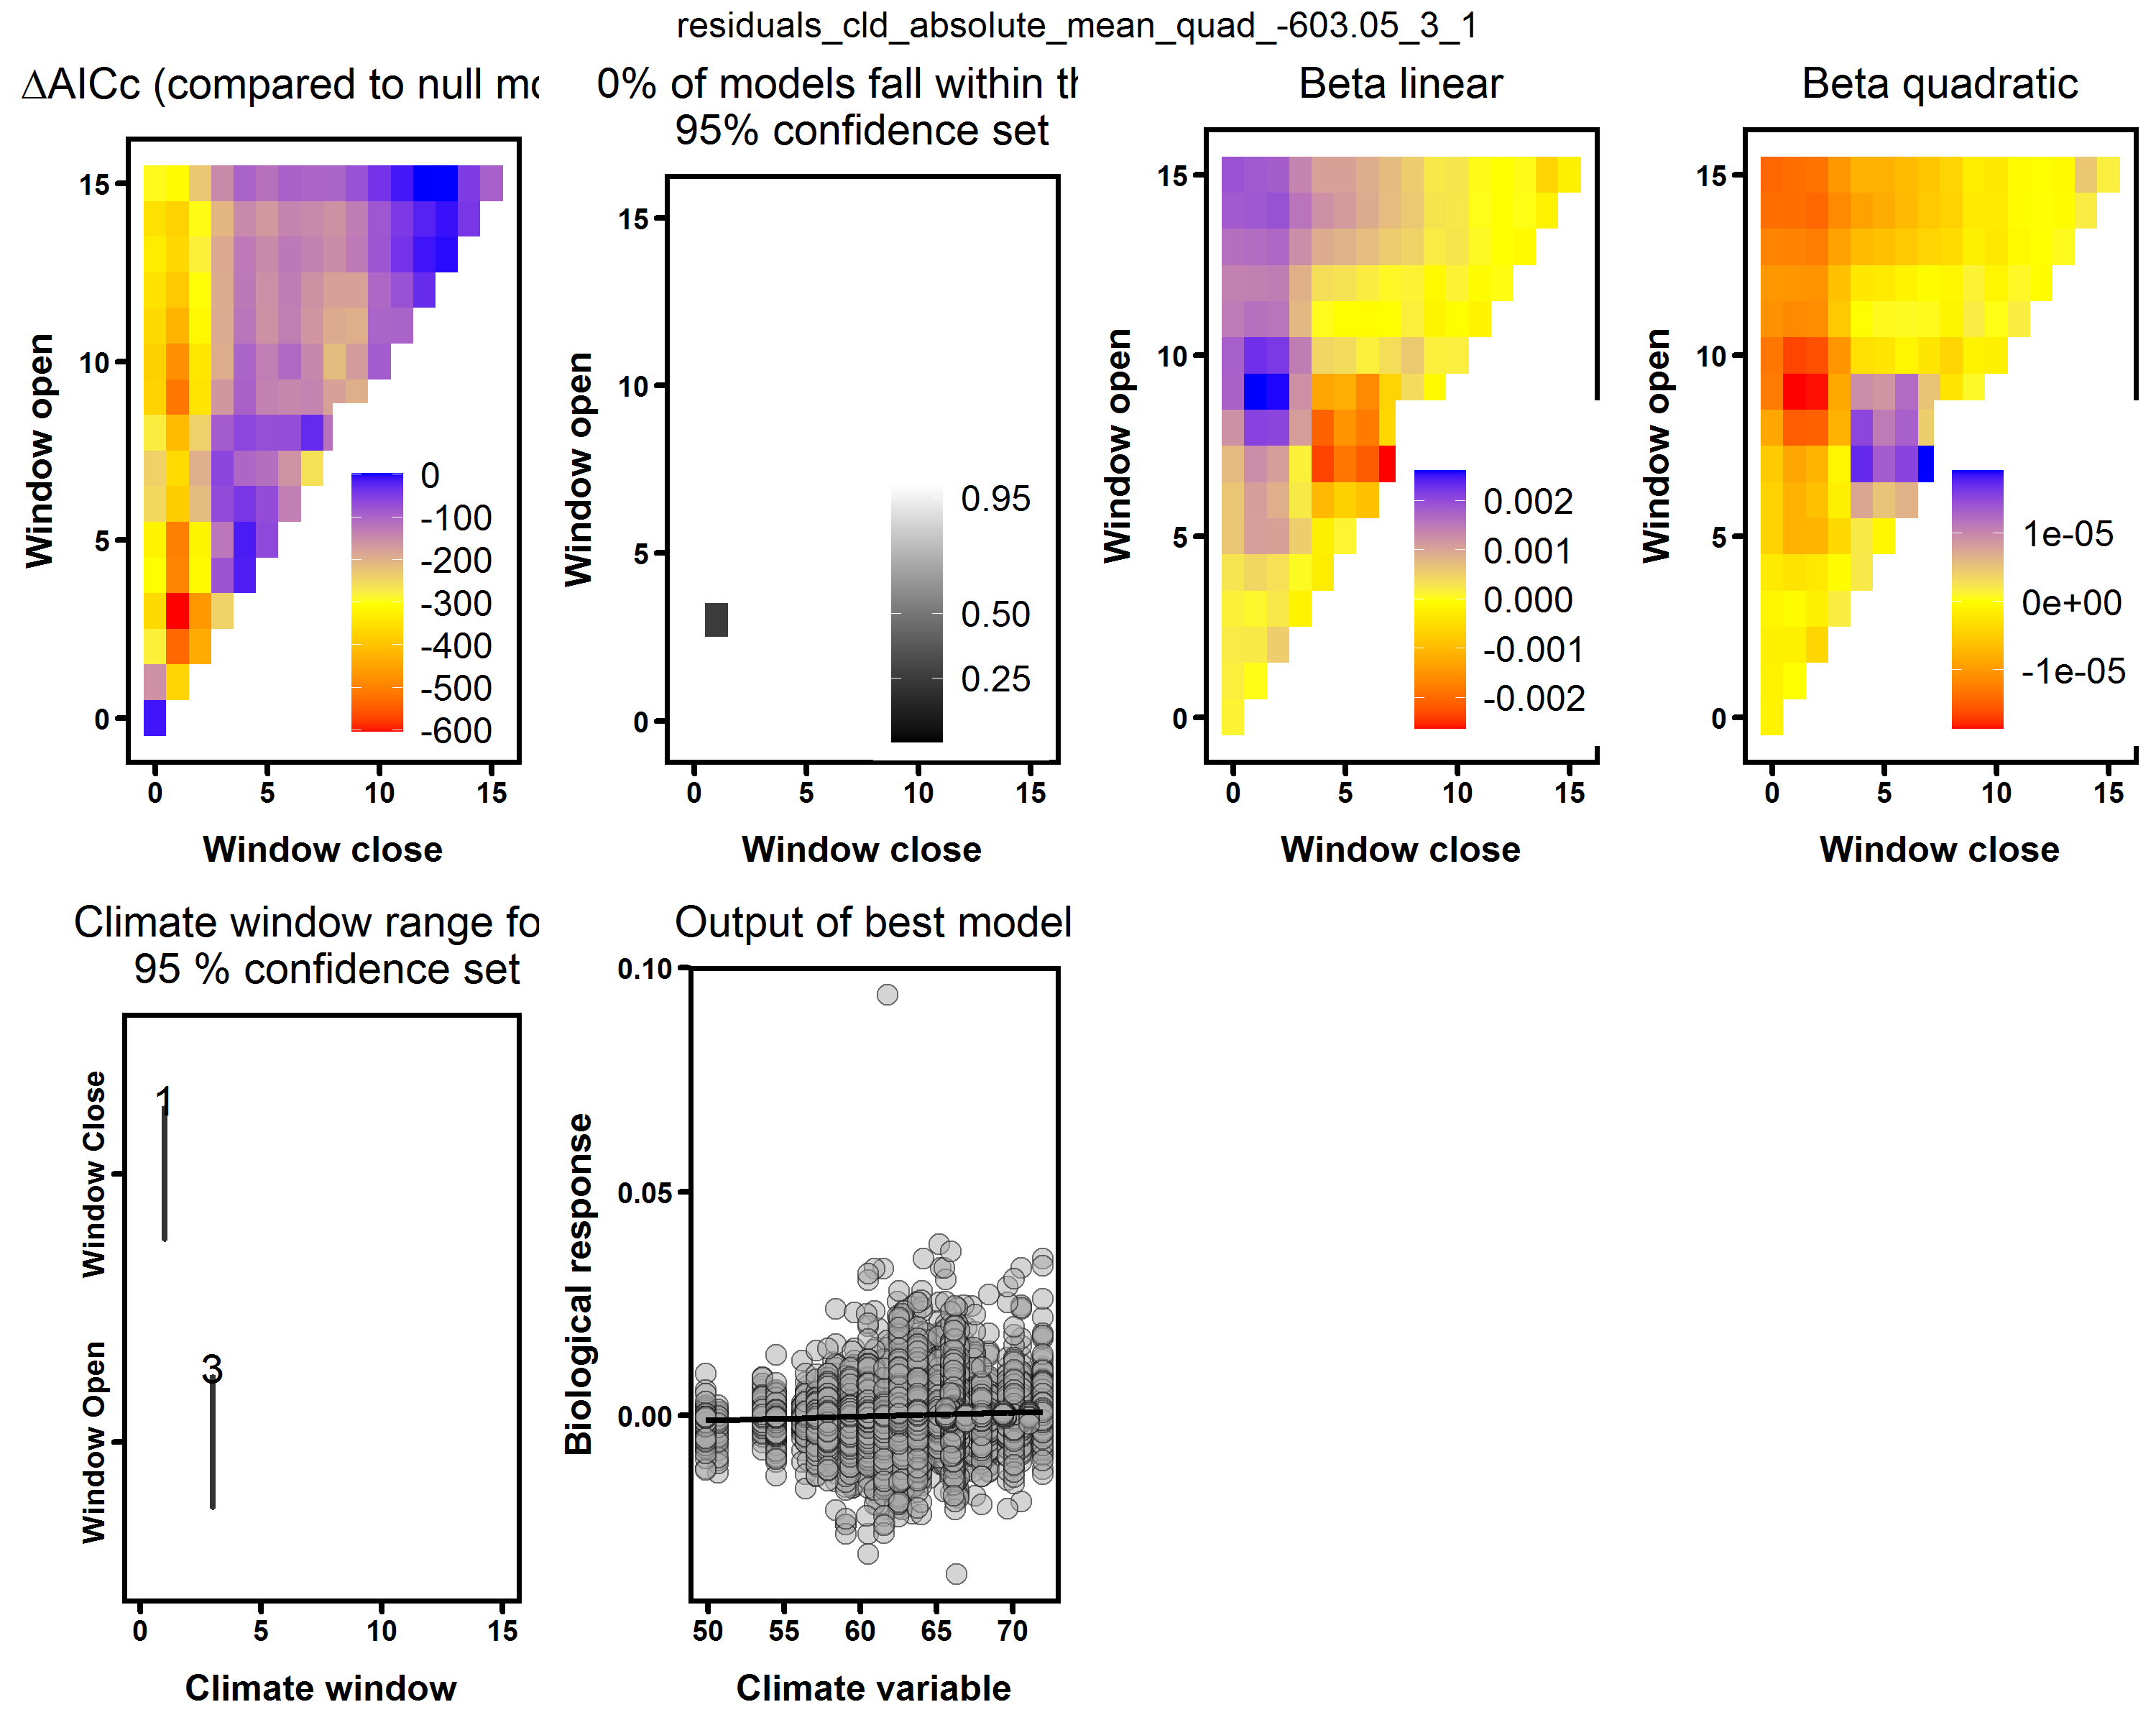 residuals_cld_absolute_mean_quad_-603.05_3_1
ΔAICc (compared to null mo
15
10
5
0
0
5
10
15
Window open
Window close
0
-100
-200
-300
-400
-500
-600
0% of models fall within th
95% confidence set
15
10
5
0
0
5
10
15
Window open
Window close
0.95
0.50
0.25
Beta linear
15
10
5
0
0
5
10
15
Window open
Window close
0.002
0.001
0.000
-0.001
-0.002
Beta quadratic
15
10
5
0
0
5
10
15
Window open
Window close
1e-05
0e+00
-1e-05
Climate window range fo
95 % confidence set
Window Close
Window Open
1
3
0
5
10
15
Climate window
Output of best model
0.10
0.05
0.00
Biological response
50
55
60
65
70
Climate variable